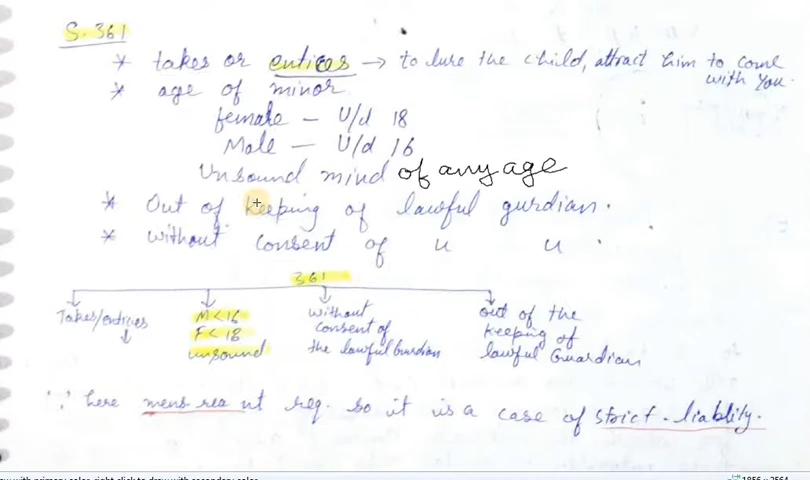 S. 361
* takes or entices → to lure the child, attract him to come
with you.
* age of minor
female – U/d 18
Male – U/d 16
Unsound mind of any age
* Out of keeping of lawful gurdian.
* without consent of " " .
361
Takes/entices
M<16
F<18
unsound
without
consent of
the lawful Gurdian
out of the
keeping of
lawful Guardian
∵ here mens rea nt req. so it is a case of strict-liablity.
1856 x 2564